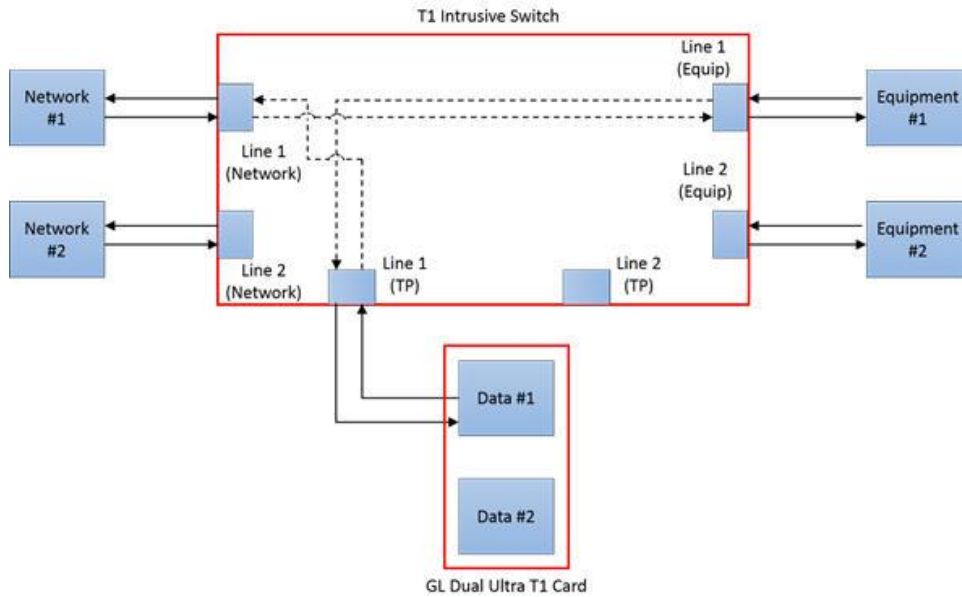 T1 Intrusive Switch
Line 1
(Equip)
Network
#1
Equipment
#1
Line 1
(Network)
Line 2
(Equip)
Network
#2
Equipment
#2
Line 2
(Network)
Line 1
(TP)
Line 2
(TP)
Data #1
Data #2
GL Dual Ultra T1 Card